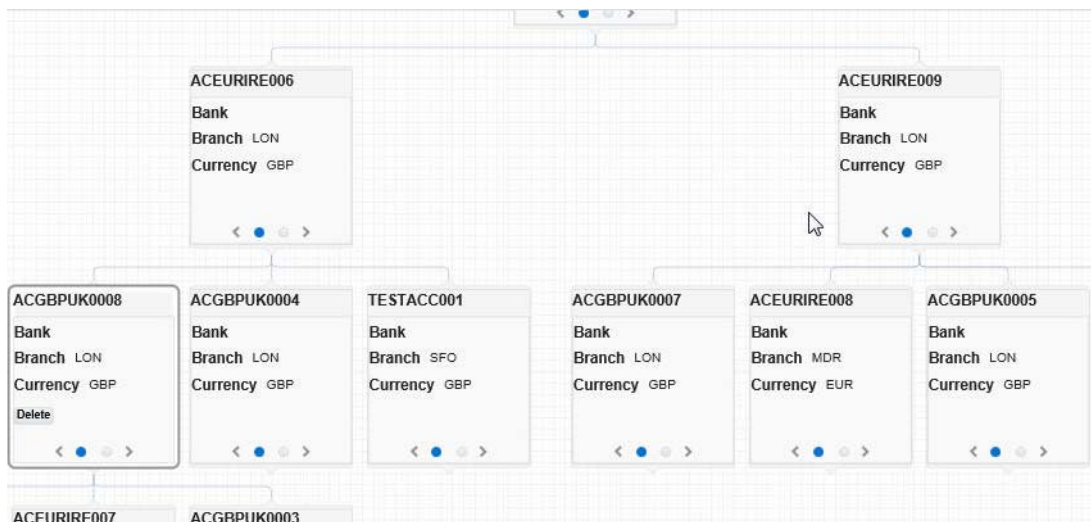 ACEURIRE006
Bank
Branch LON
Currency GBP
ACEURIRE009
Bank
Branch LON
Currency GBP
ACGBPUK0008
Bank
Branch LON
Currency GBP
Delete
ACGBPUK0004
Bank
Branch LON
Currency GBP
TESTACC001
Bank
Branch SFO
Currency GBP
ACGBPUK0007
Bank
Branch LON
Currency GBP
ACEURIRE008
Bank
Branch MDR
Currency EUR
ACGBPUK0005
Bank
Branch LON
Currency GBP
ACEURIRE007
ACGBPUK0003